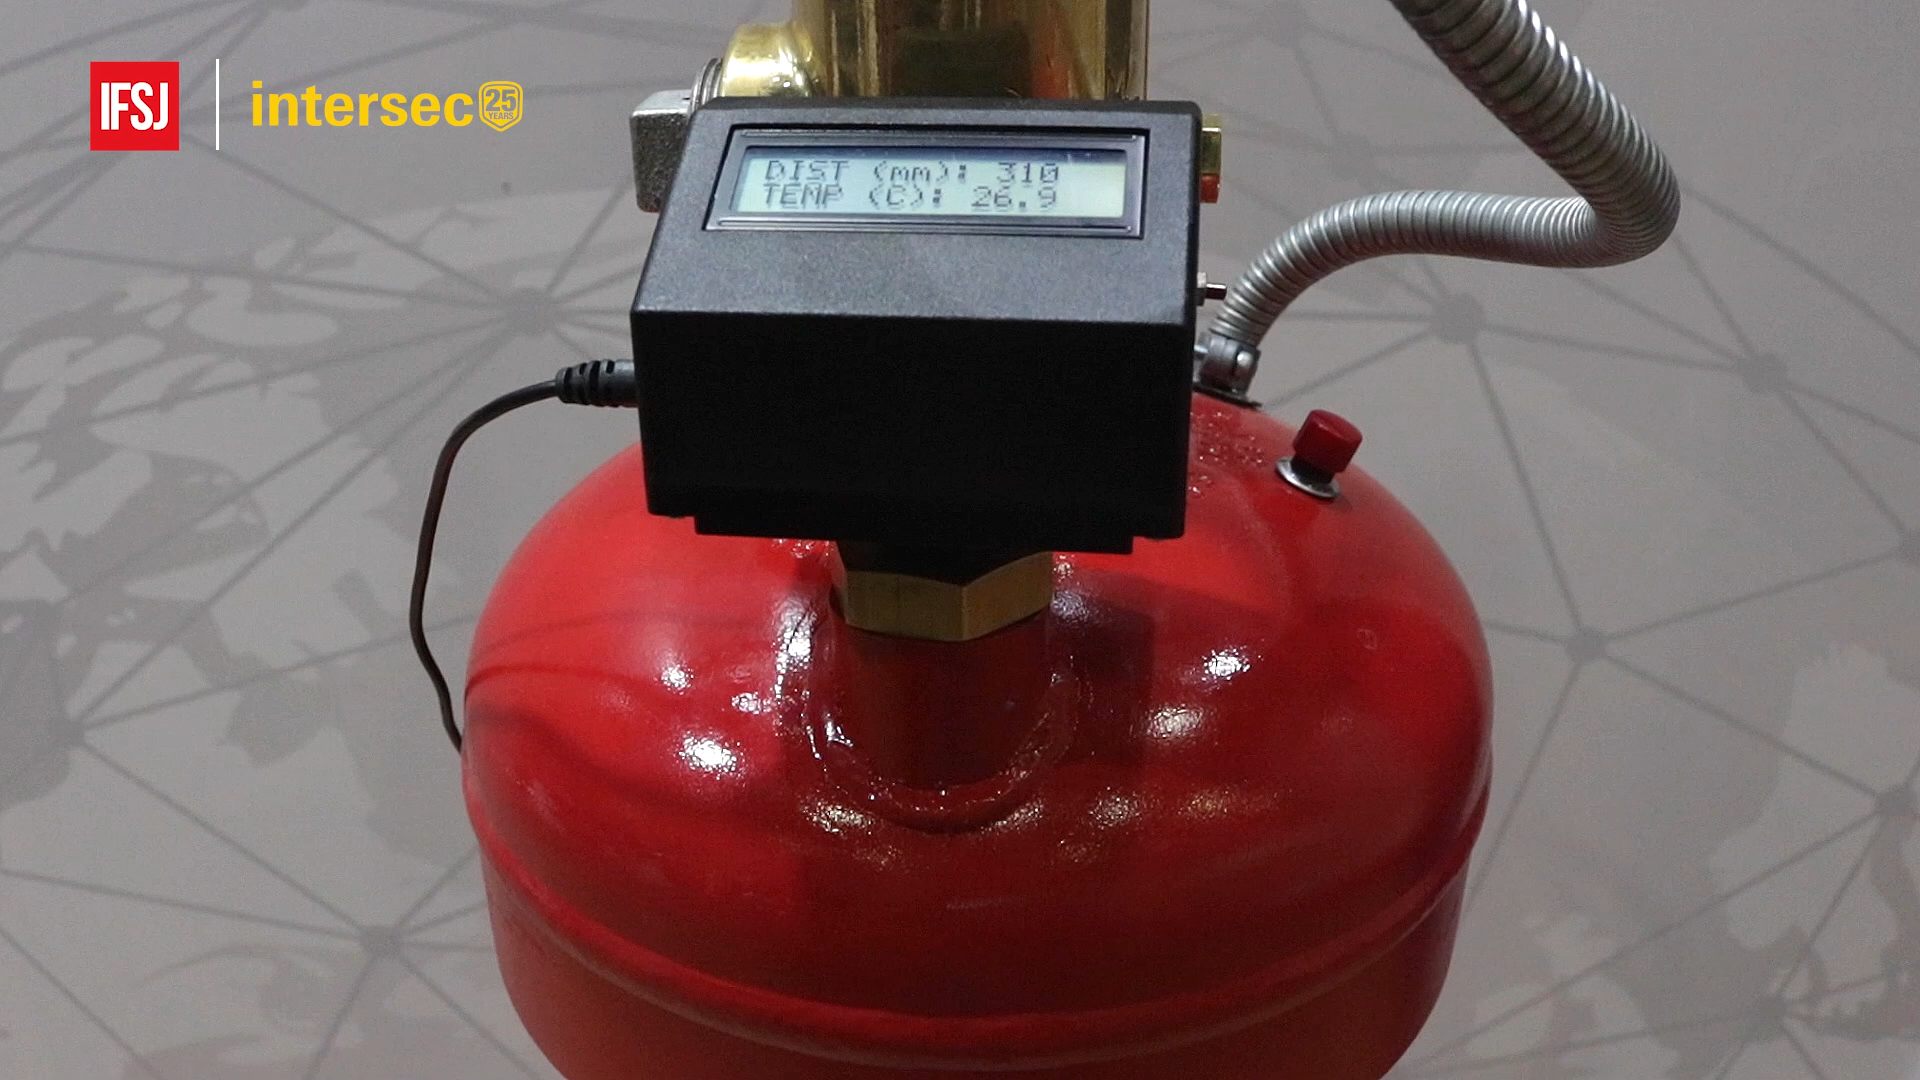 IFSJ
intersec 25
YEARS
DIST (mm): 310
TEMP (C): 26.9